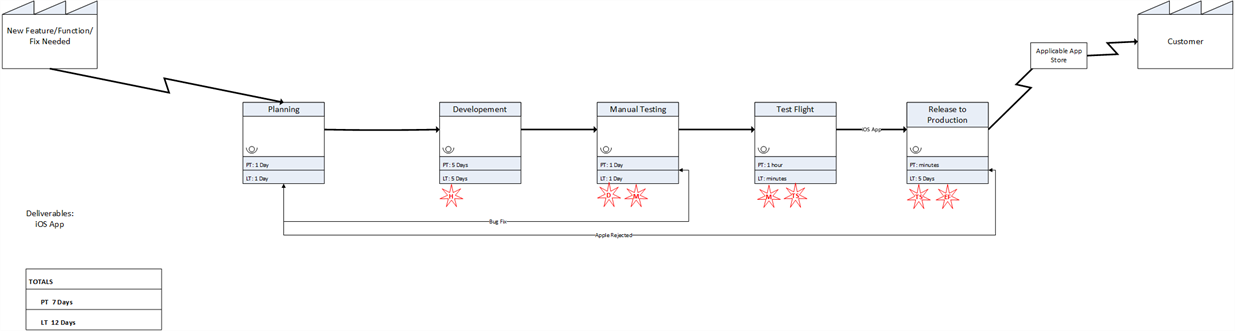 New Feature/Function/
Fix Needed
Customer
Applicable App
Store
Planning
PT: 1 Day
LT: 1 Day
Developement
PT: 5 Days
LT: 5 Days
H
Manual Testing
PT: 1 Day
LT: 1 Day
D
M
Test Flight
PT: 1 hour
LT: minutes
M
TS
iOS App
Release to
Production
PT: minutes
LT: 5 Days
TS
EF
Bug Fix
Apple Rejected
Deliverables:
iOS App
TOTALS
PT 7 Days
LT 12 Days